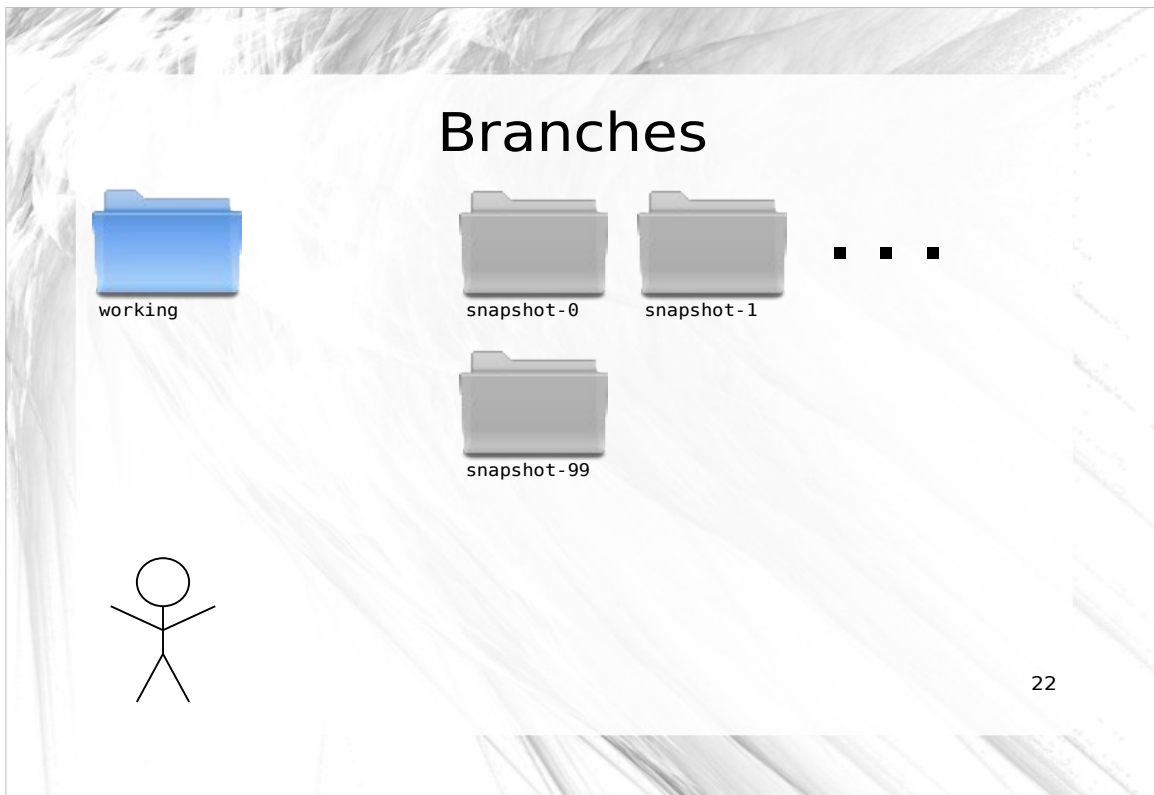 Branches
working
snapshot-0
snapshot-1
. . .
snapshot-99
22